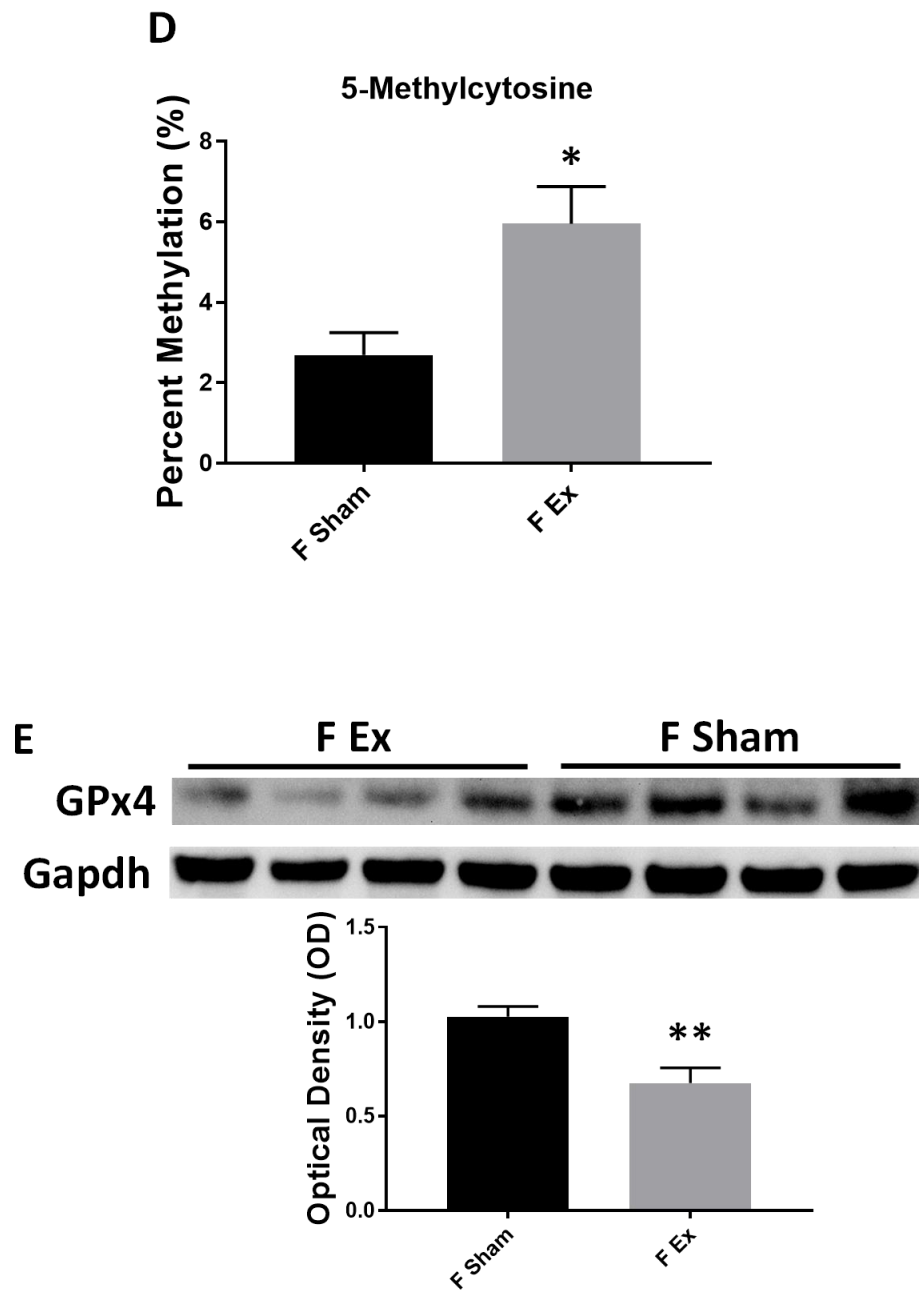 D
5-Methylcytosine
Percent Methylation (%)
8
*
6
4
2
0
F Sham
F Ex
E
F Ex
F Sham
GPx4
Gapdh
Optical Density (OD)
1.5
1.0
**
0.5
0.0
F Sham
F Ex